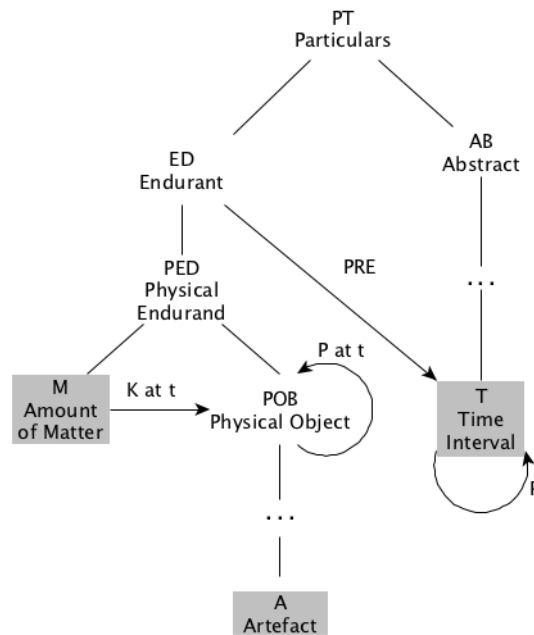 PT
Particulars
ED
Endurant
AB
Abstract
PRE
PED
Physical
Endurand
...
P at t
M
Amount
of Matter
K at t
POB
Physical Object
T
Time
Interval
P
...
A
Artefact